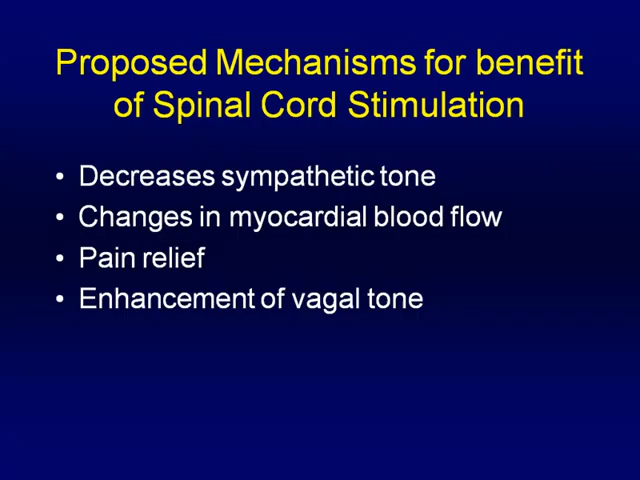 Proposed Mechanisms for benefit
of Spinal Cord Stimulation
• Decreases sympathetic tone
• Changes in myocardial blood flow
• Pain relief
• Enhancement of vagal tone